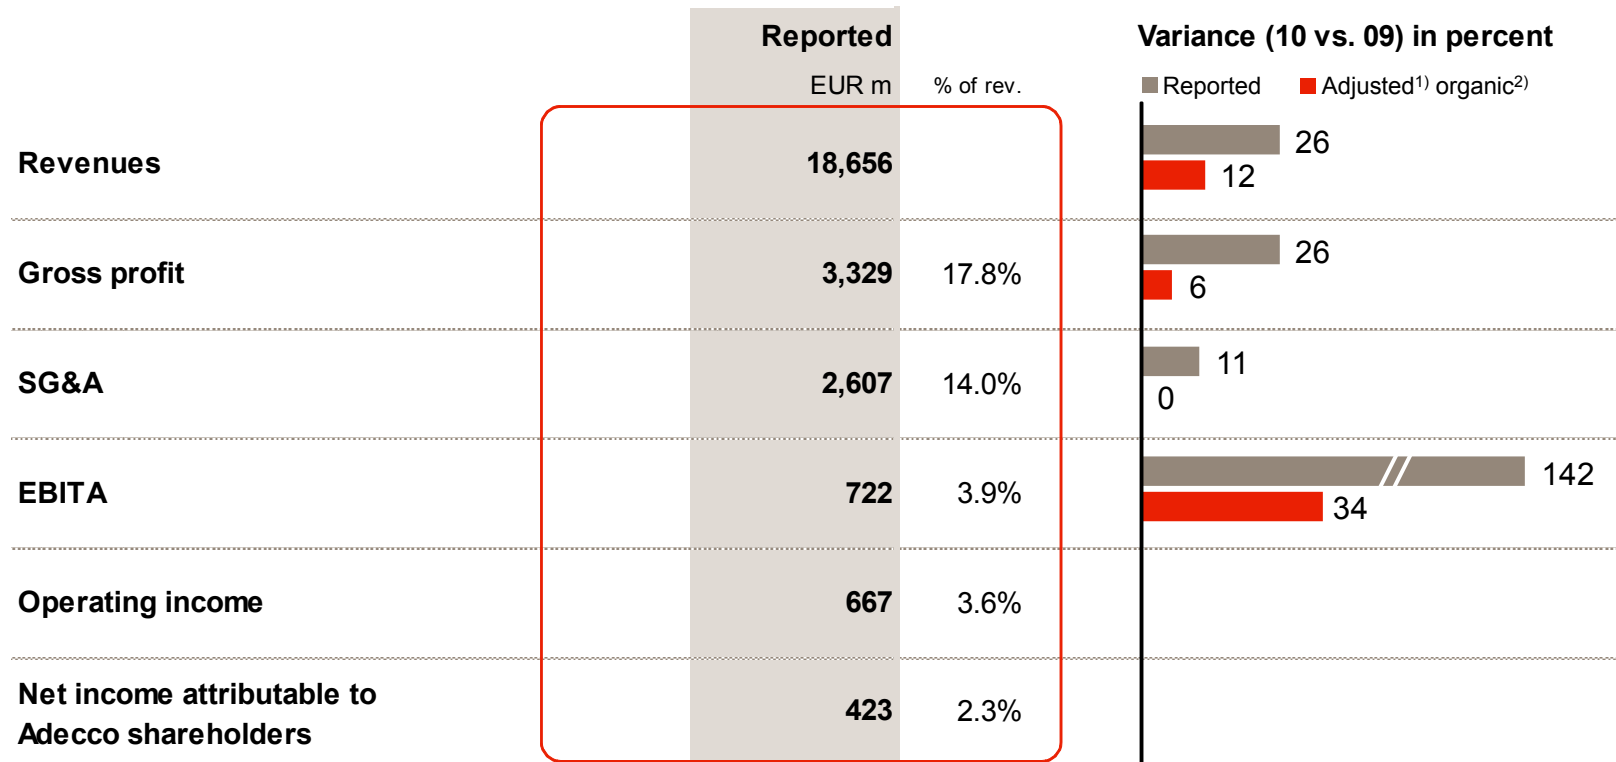 Reported Variance (10 vs. 09) in percent
EUR m % of rev. Reported Adjusted1) organic2)
Revenues 18,656 26
12
Gross profit 3,329 17.8% 26
6
SG&A 2,607 14.0% 11
0
EBITA 722 3.9% 142
34
Operating income 667 3.6%
Net income attributable to
Adecco shareholders 423 2.3%